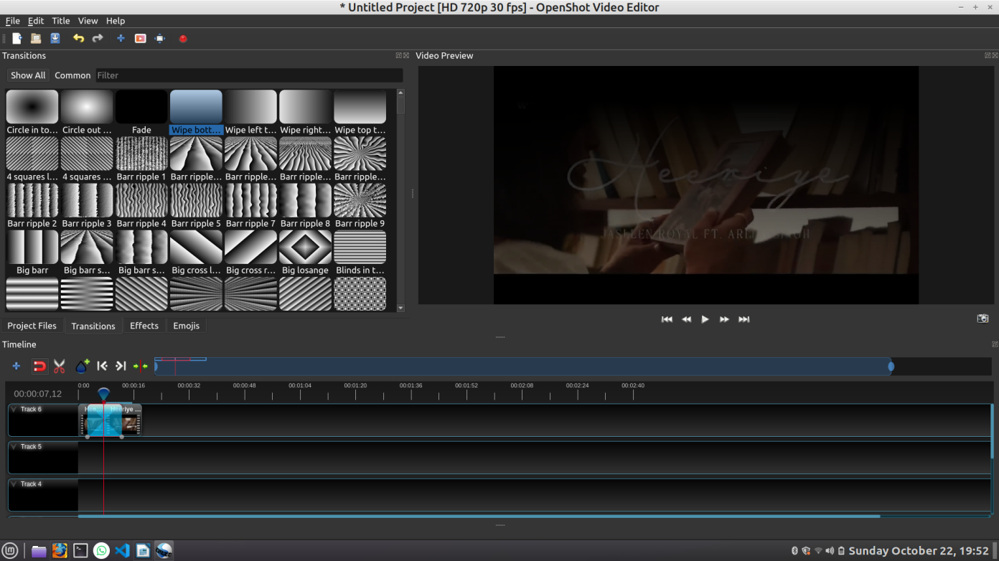 * Untitled Project [HD 720p 30 fps] - OpenShot Video Editor
File Edit Title View Help
Transitions
Video Preview
Show All Common Filter
Circle in to... Circle out ... Fade Wipe bott... Wipe left t... Wipe right... Wipe top t...
4 squares l... 4 squares ... Barr ripple 1 Barr ripple... Barr ripple... Barr ripple... Barr ripple...
Barr ripple 2 Barr ripple 3 Barr ripple 4 Barr ripple 5 Barr ripple 7 Barr ripple 8 Barr ripple 9
Big barr Big barr s... Big barr s... Big cross l... Big cross r... Big losange Blinds in t...
Heeriye
JASLEEN ROYAL FT.
Project Files Transitions Effects Emojis
Timeline
00:00:07,12
0:00 00:00:16 00:00:32 00:00:48 00:01:04 00:01:20 00:01:36 00:01:52 00:02:08 00:02:24 00:02:40
Track 6
Track 5
Track 4
Sunday October 22, 19:52